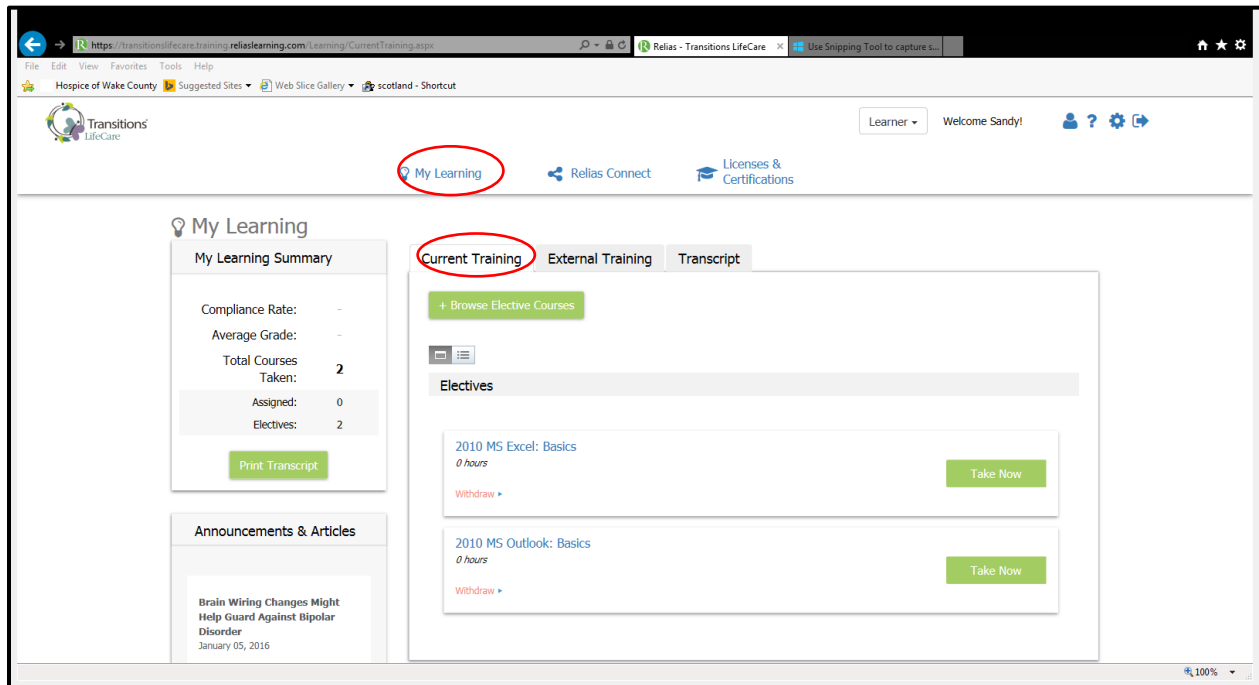 https://transitionslifecare.training.reliaslearning.com/Learning/CurrentTraining.aspx
Relias - Transitions LifeCare
Use Snipping Tool to capture s...
File Edit View Favorites Tools Help
Hospice of Wake County Suggested Sites Web Slice Gallery scotland - Shortcut
Transitions
LifeCare
Learner
Welcome Sandy!
My Learning
Relias Connect
Licenses &
Certifications
My Learning
My Learning Summary
Compliance Rate: -
Average Grade: -
Total Courses
Taken: 2
Assigned: 0
Electives: 2
Print Transcript
Announcements & Articles
Brain Wiring Changes Might
Help Guard Against Bipolar
Disorder
January 05, 2016
Current Training External Training Transcript
+ Browse Elective Courses
Electives
2010 MS Excel: Basics
0 hours
Take Now
Withdraw
2010 MS Outlook: Basics
0 hours
Take Now
Withdraw
100%